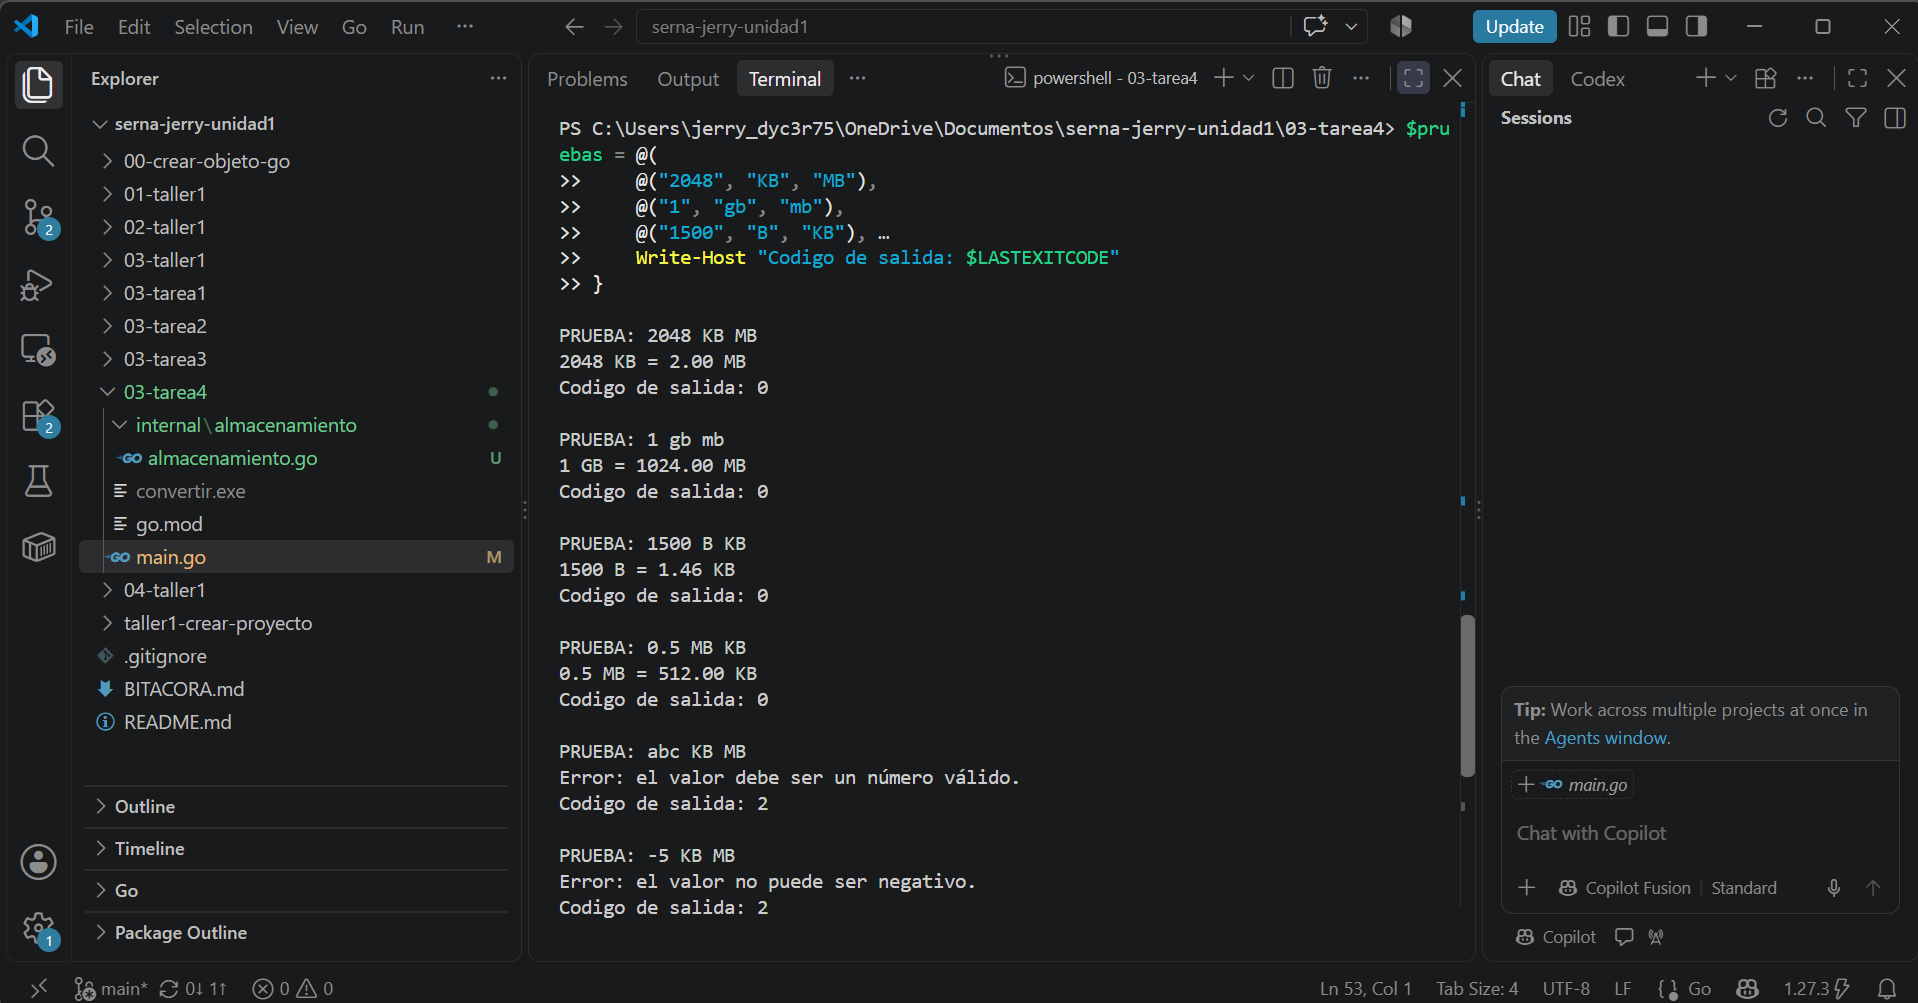 File Edit Selection View Go Run ···
serna-jerry-unidad1
Update
Explorer
serna-jerry-unidad1
00-crear-objeto-go
01-taller1
02-taller1
03-taller1
03-tarea1
03-tarea2
03-tarea3
03-tarea4
internal\almacenamiento
almacenamiento.go U
convertir.exe
go.mod
main.go M
04-taller1
taller1-crear-proyecto
.gitignore
BITACORA.md
README.md
Outline
Timeline
Go
Package Outline
2
2
1
Problems Output Terminal ···
powershell - 03-tarea4
PS C:\Users\jerry_dyc3r75\OneDrive\Documentos\serna-jerry-unidad1\03-tarea4> $pru
ebas = @(
>> @("2048", "KB", "MB"),
>> @("1", "gb", "mb"),
>> @("1500", "B", "KB"), …
>> Write-Host "Codigo de salida: $LASTEXITCODE"
>> }
PRUEBA: 2048 KB MB
2048 KB = 2.00 MB
Codigo de salida: 0
PRUEBA: 1 gb mb
1 GB = 1024.00 MB
Codigo de salida: 0
PRUEBA: 1500 B KB
1500 B = 1.46 KB
Codigo de salida: 0
PRUEBA: 0.5 MB KB
0.5 MB = 512.00 KB
Codigo de salida: 0
PRUEBA: abc KB MB
Error: el valor debe ser un número válido.
Codigo de salida: 2
PRUEBA: -5 KB MB
Error: el valor no puede ser negativo.
Codigo de salida: 2
Chat Codex
Sessions
Tip: Work across multiple projects at once in
the Agents window.
main.go
Chat with Copilot
Copilot Fusion Standard
Copilot
main* 0↓ 1↑ 0 0
Ln 53, Col 1 Tab Size: 4 UTF-8 LF { } Go 1.27.3